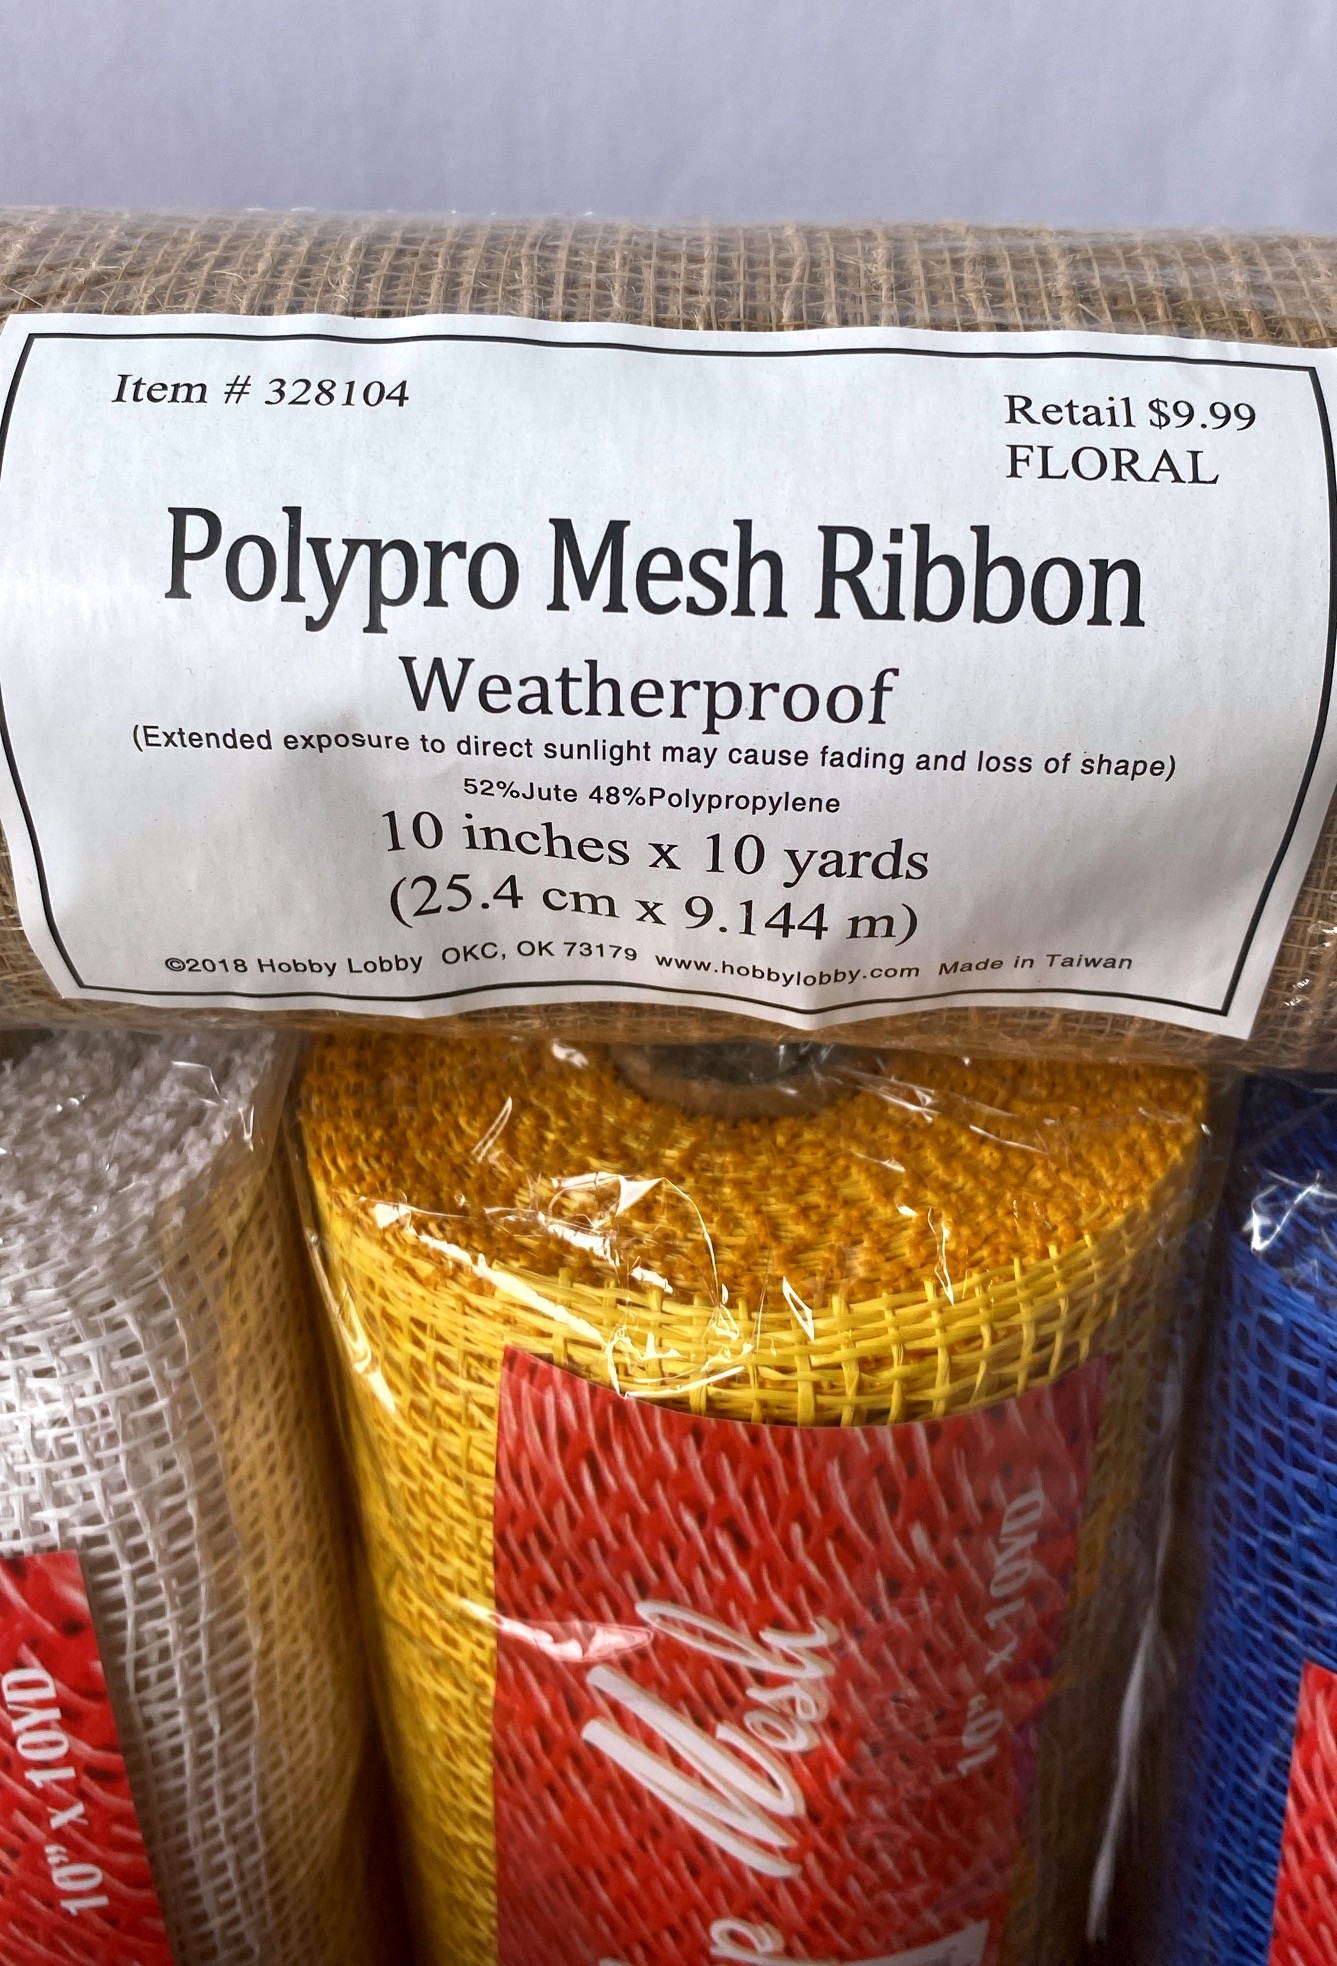 Item # 328104
Retail $9.99
FLORAL
Polypro Mesh Ribbon
Weatherproof
(Extended exposure to direct sunlight may cause fading and loss of shape)
52%Jute 48%Polypropylene
10 inches x 10 yards
(25.4 cm x 9.144 m)
©2018 Hobby Lobby OKC, OK 73179 www.hobbylobby.com Made in Taiwan
10" X 10YD
Mesh
10" X 10YD